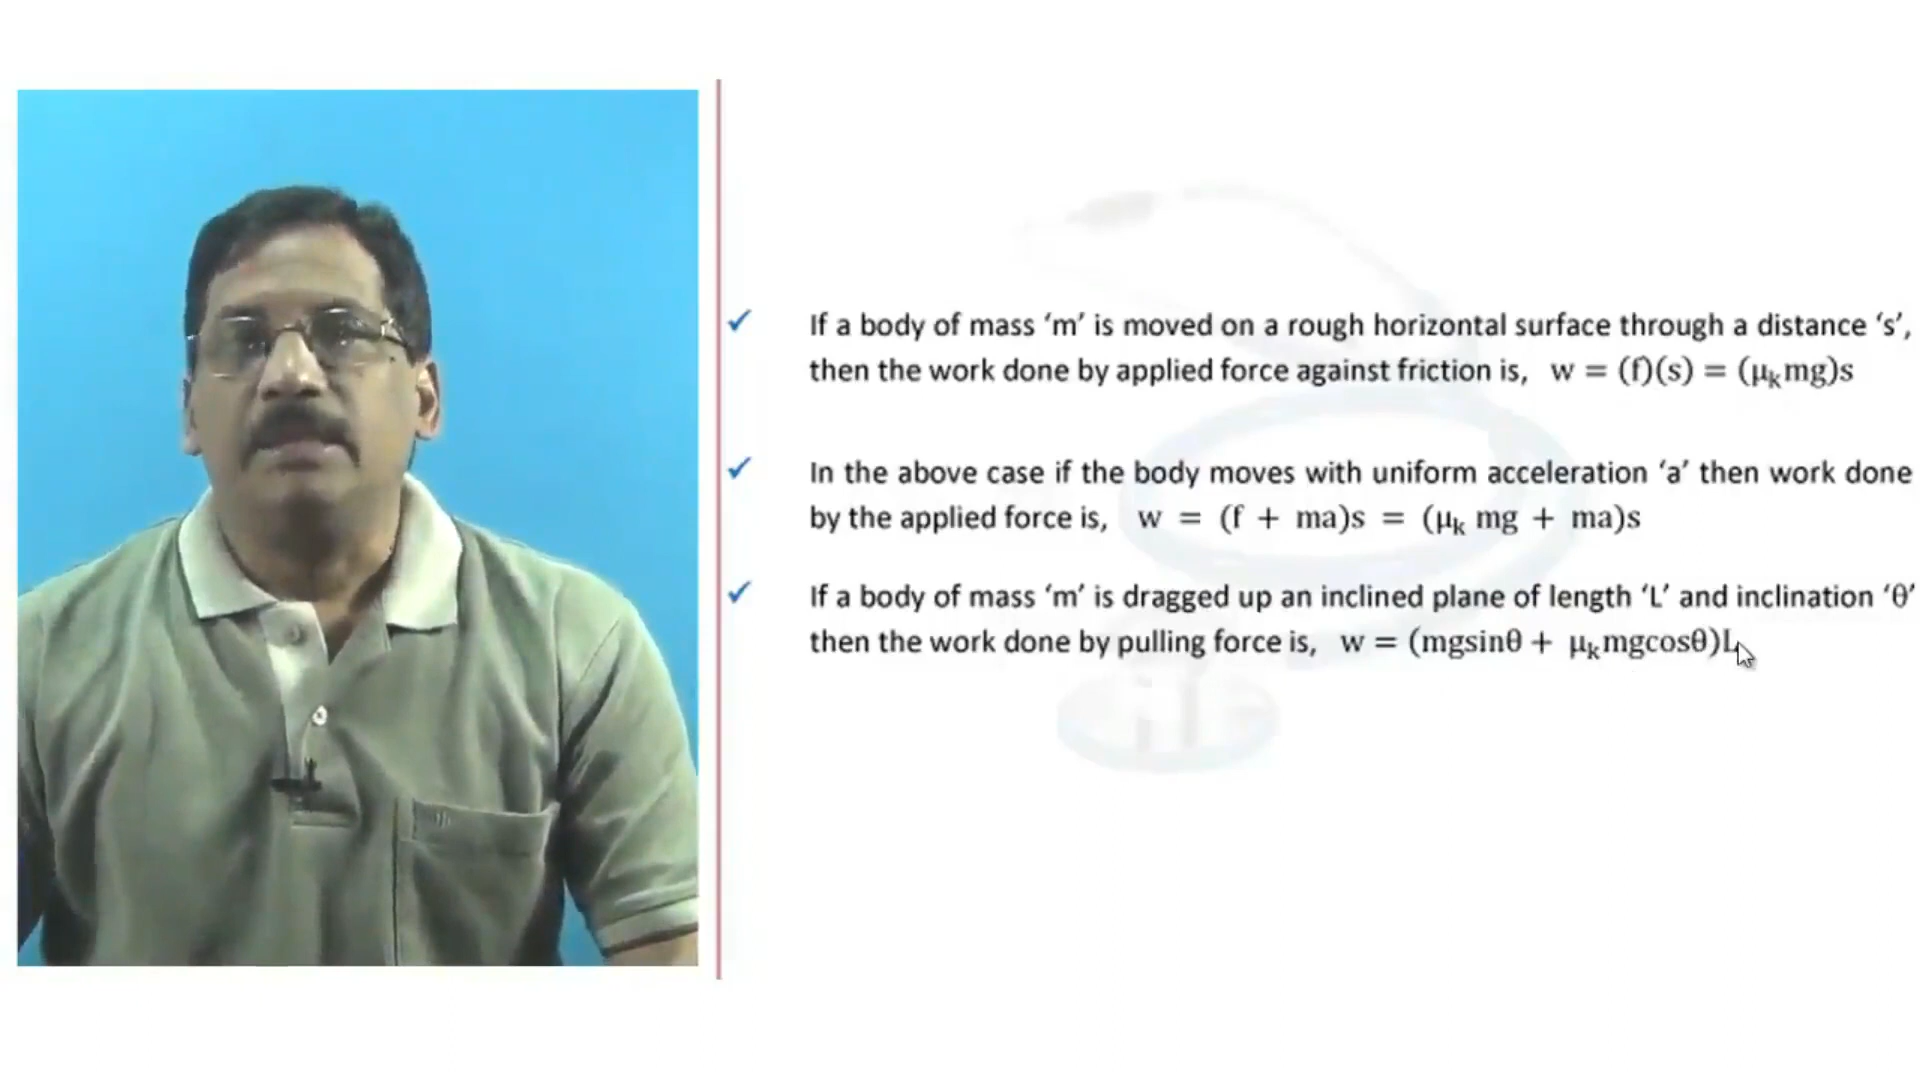 If a body of mass ‘m’ is moved on a rough horizontal surface through a distance ‘s’,
then the work done by applied force against friction is, w = (f)(s) = (μₖmg)s
In the above case if the body moves with uniform acceleration ‘a’ then work done
by the applied force is, w = (f + ma)s = (μₖ mg + ma)s
If a body of mass ‘m’ is dragged up an inclined plane of length ‘L’ and inclination ‘θ’
then the work done by pulling force is, w = (mgsinθ + μₖmgcosθ)L